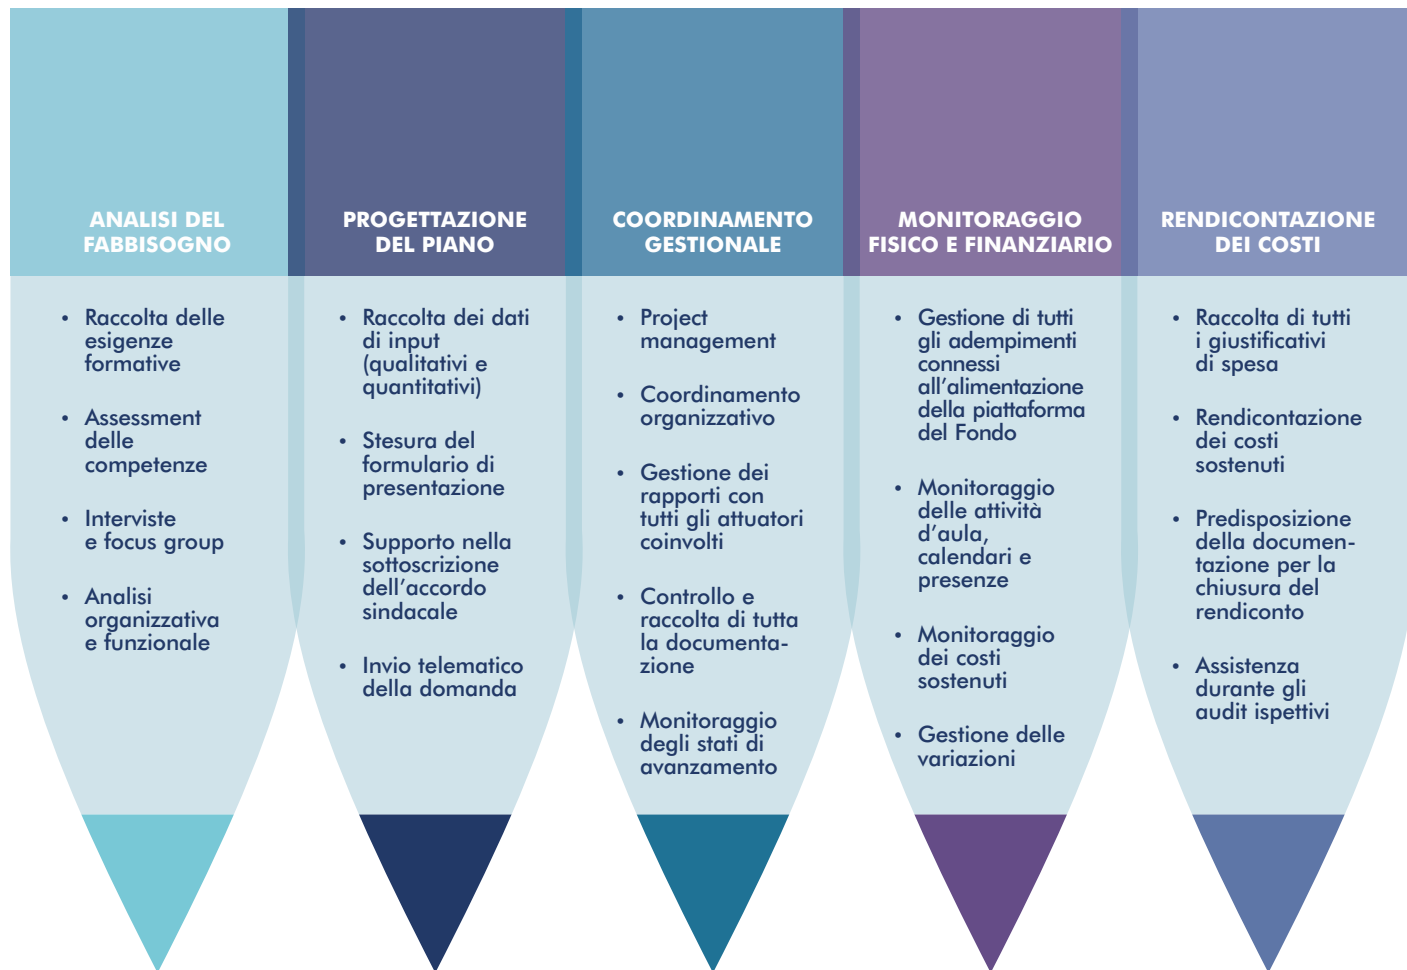 ANALISI DEL
FABBISOGNO
• Raccolta delle
esigenze
formative
• Assessment
delle
competenze
• Interviste
e focus group
• Analisi
organizzativa
e funzionale
PROGETTAZIONE
DEL PIANO
• Raccolta dei dati
di input
(qualitativi e
quantitativi)
• Stesura del
formulario di
presentazione
• Supporto nella
sottoscrizione
dell’accordo
sindacale
• Invio telematico
della domanda
COORDINAMENTO
GESTIONALE
• Project
management
• Coordinamento
organizzativo
• Gestione dei
rapporti con
tutti gli attuatori
coinvolti
• Controllo e
raccolta di tutta
la documenta-
zione
• Monitoraggio
degli stati di
avanzamento
MONITORAGGIO
FISICO E FINANZIARIO
• Gestione di tutti
gli adempimenti
connessi
all’alimentazione
della piattaforma
del Fondo
• Monitoraggio
delle attività
d’aula,
calendari e
presenze
• Monitoraggio
dei costi
sostenuti
• Gestione delle
variazioni
RENDICONTAZIONE
DEI COSTI
• Raccolta di tutti
i giustificativi
di spesa
• Rendicontazione
dei costi
sostenuti
• Predisposizione
della documen-
tazione per la
chiusura del
rendiconto
• Assistenza
durante gli
audit ispettivi